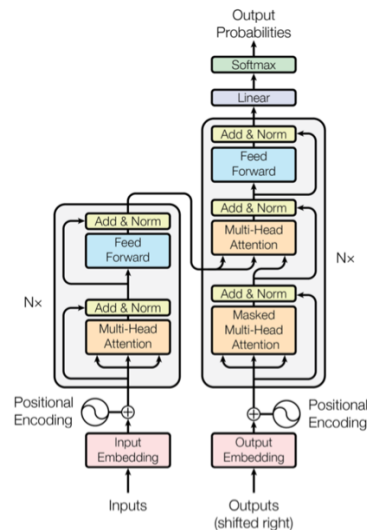 Output
Probabilities
Softmax
Linear
Add & Norm
Feed
Forward
Add & Norm
Multi-Head
Attention
Add & Norm
Masked
Multi-Head
Attention
N×
Add & Norm
Feed
Forward
Add & Norm
Multi-Head
Attention
N×
Positional
Encoding
Positional
Encoding
Input
Embedding
Output
Embedding
Inputs
Outputs
(shifted right)